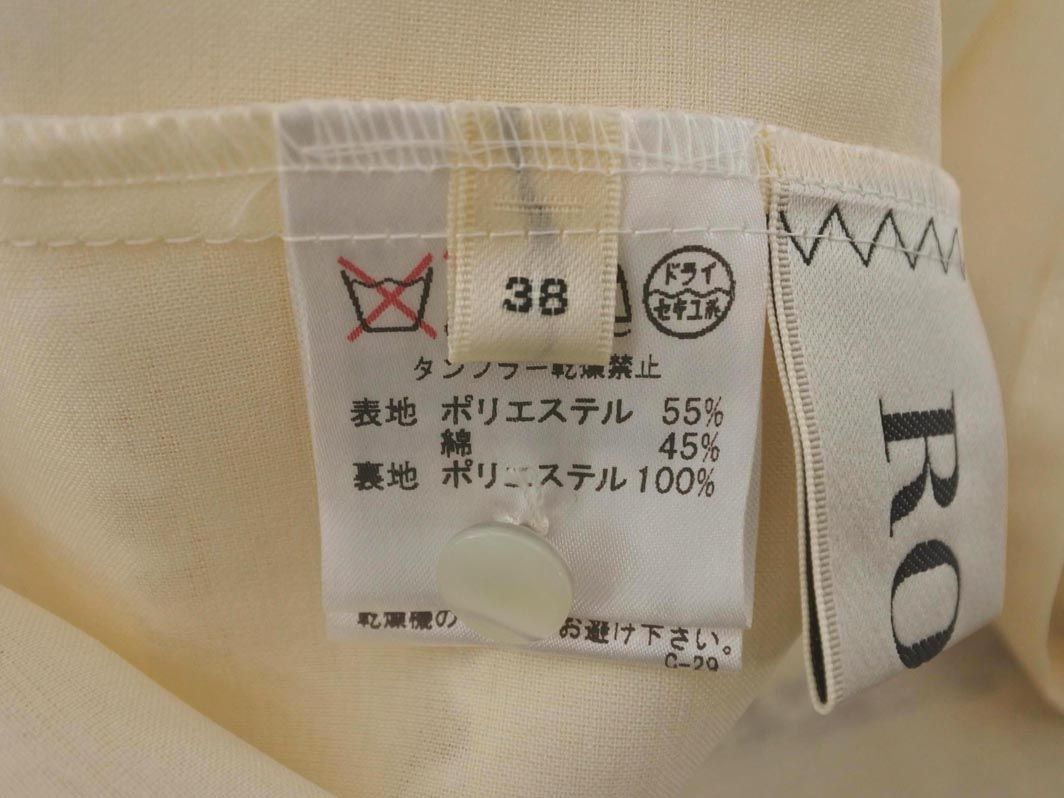 38
ドライ
セキユ系
タンブラー乾燥禁止
表地 ポリエステル 55%
綿 45%
裏地 ポリエステル 100%
乾燥機の
お避け下さい。
C-29
RO